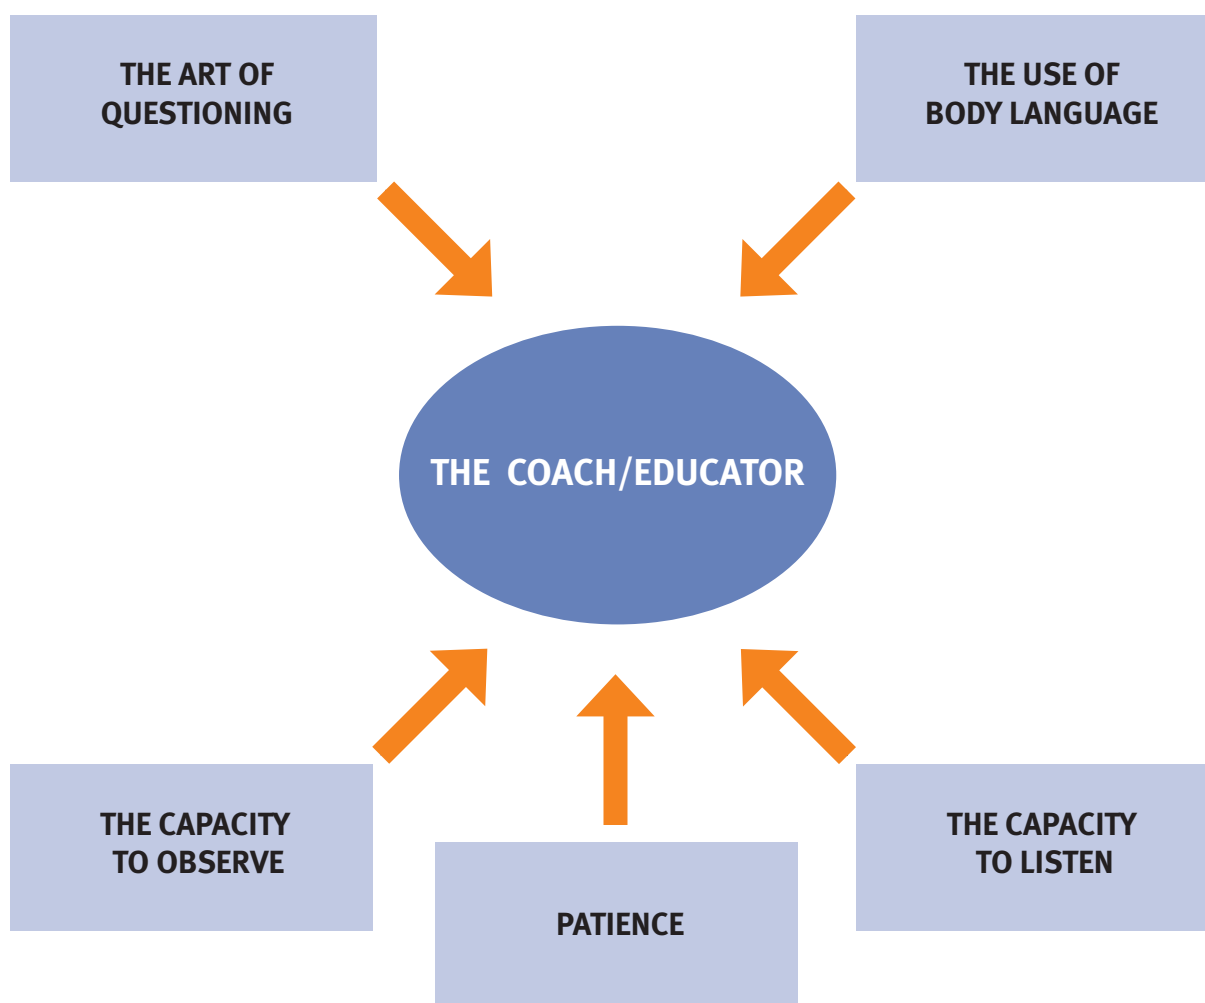 THE ART OF
QUESTIONING
THE USE OF
BODY LANGUAGE
THE COACH/EDUCATOR
THE CAPACITY
TO OBSERVE
PATIENCE
THE CAPACITY
TO LISTEN